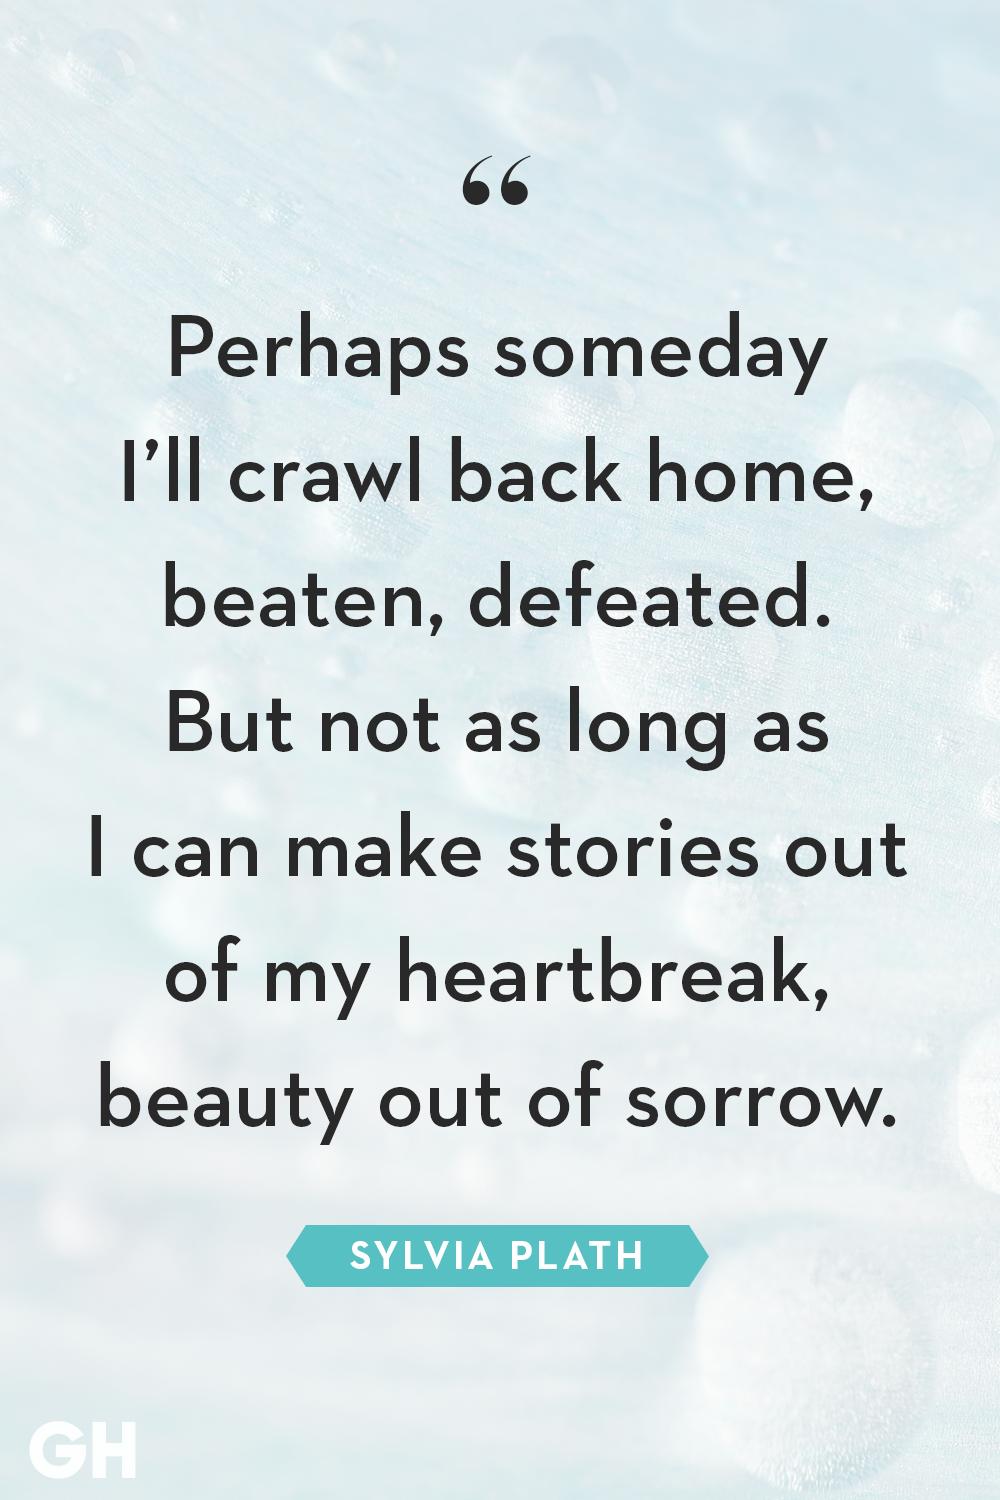 “
Perhaps someday
I’ll crawl back home,
beaten, defeated.
But not as long as
I can make stories out
of my heartbreak,
beauty out of sorrow.
SYLVIA PLATH
GH